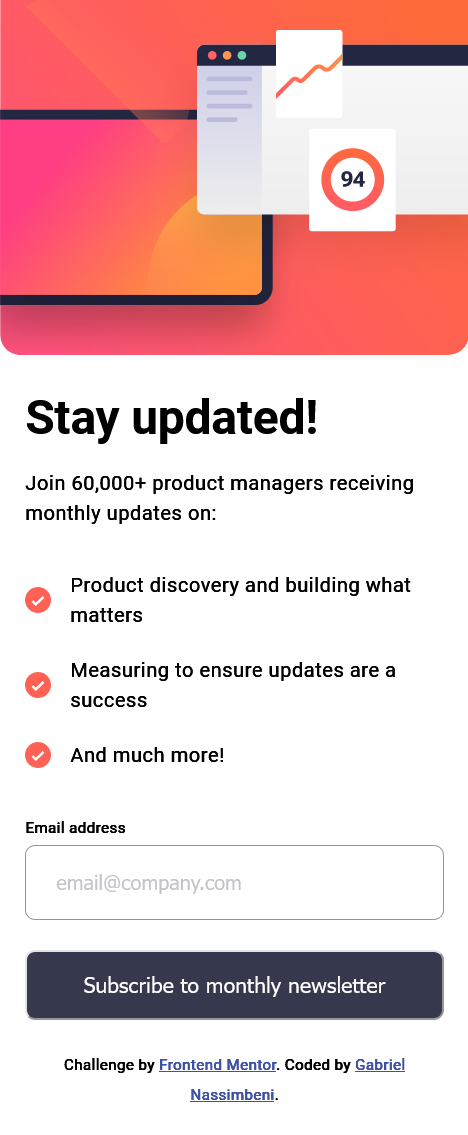 94
Stay updated!
Join 60,000+ product managers receiving
monthly updates on:
Product discovery and building what
matters
Measuring to ensure updates are a
success
And much more!
Email address
email@company.com
Subscribe to monthly newsletter
Challenge by Frontend Mentor. Coded by Gabriel
Nassimbeni.